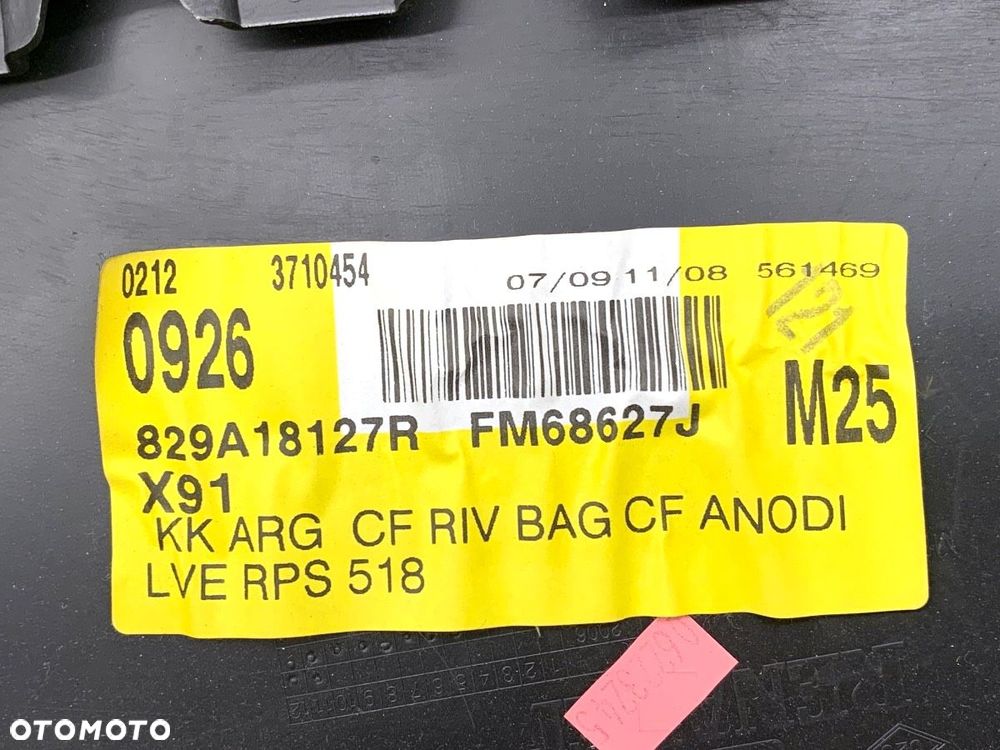 0212 3710454 07/09 11/08 561469
0926
829A18127R FM68627J M25
X91
KK ARG CF RIV BAG CF ANODI
LVE RPS 518
2006
OTOMOTO